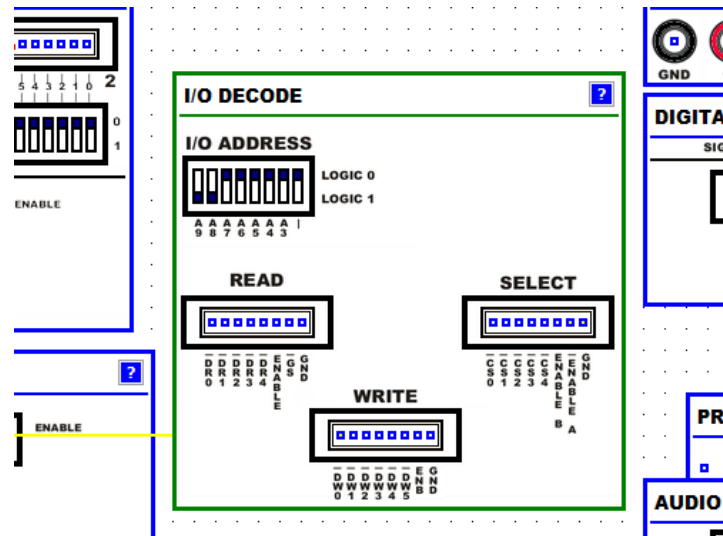 5 4 3 2 1 0 2
0
1
ENABLE
?
ENABLE
I/O DECODE
?
I/O ADDRESS
LOGIC 0
LOGIC 1
A9 A8 A7 A6 A5 A4 A3 |
READ
DR0 DR1 DR2 DR3 DR4 ENABLE GS GND
SELECT
CS0 CS1 CS2 CS3 CS4 ENABLE B ENABLE A GND
WRITE
DW0 DW1 DW2 DW3 DW4 DW5 ENB GND
GND
DIGITA
SIG
PR
AUDIO